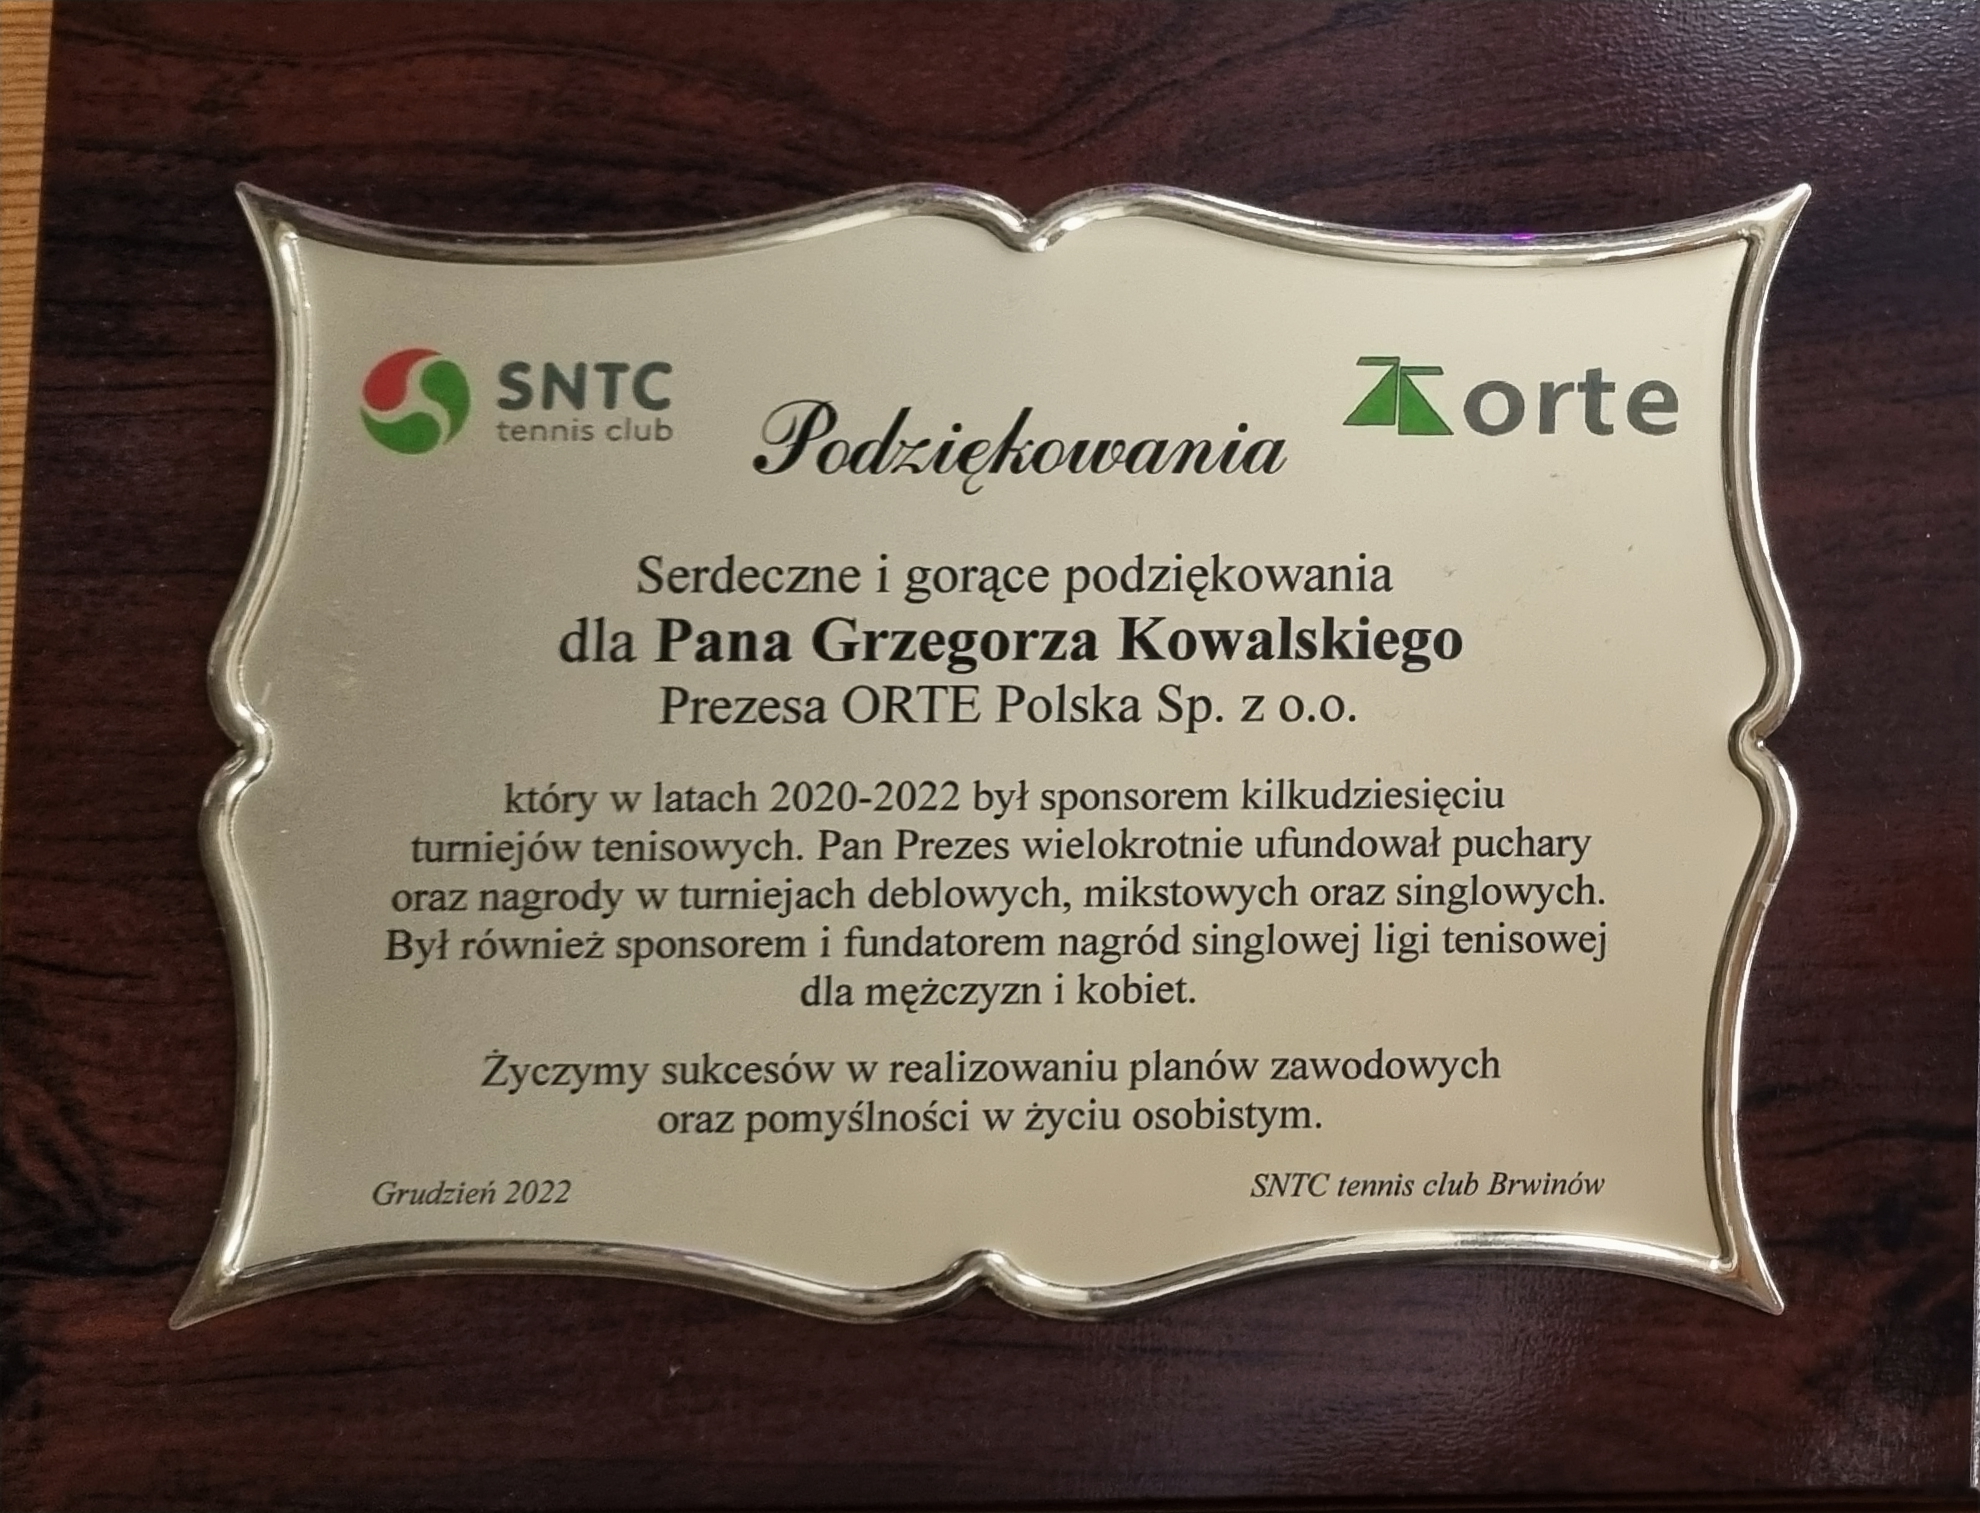 SNTC
tennis club
orte
Podziękowania
Serdeczne i gorące podziękowania
dla Pana Grzegorza Kowalskiego
Prezesa ORTE Polska Sp. z o.o.
który w latach 2020-2022 był sponsorem kilkudziesięciu
turniejów tenisowych. Pan Prezes wielokrotnie ufundował puchary
oraz nagrody w turniejach deblowych, mikstowych oraz singlowych.
Był również sponsorem i fundatorem nagród singlowej ligi tenisowej
dla mężczyzn i kobiet.
Życzymy sukcesów w realizowaniu planów zawodowych
oraz pomyślności w życiu osobistym.
Grudzień 2022
SNTC tennis club Brwinów